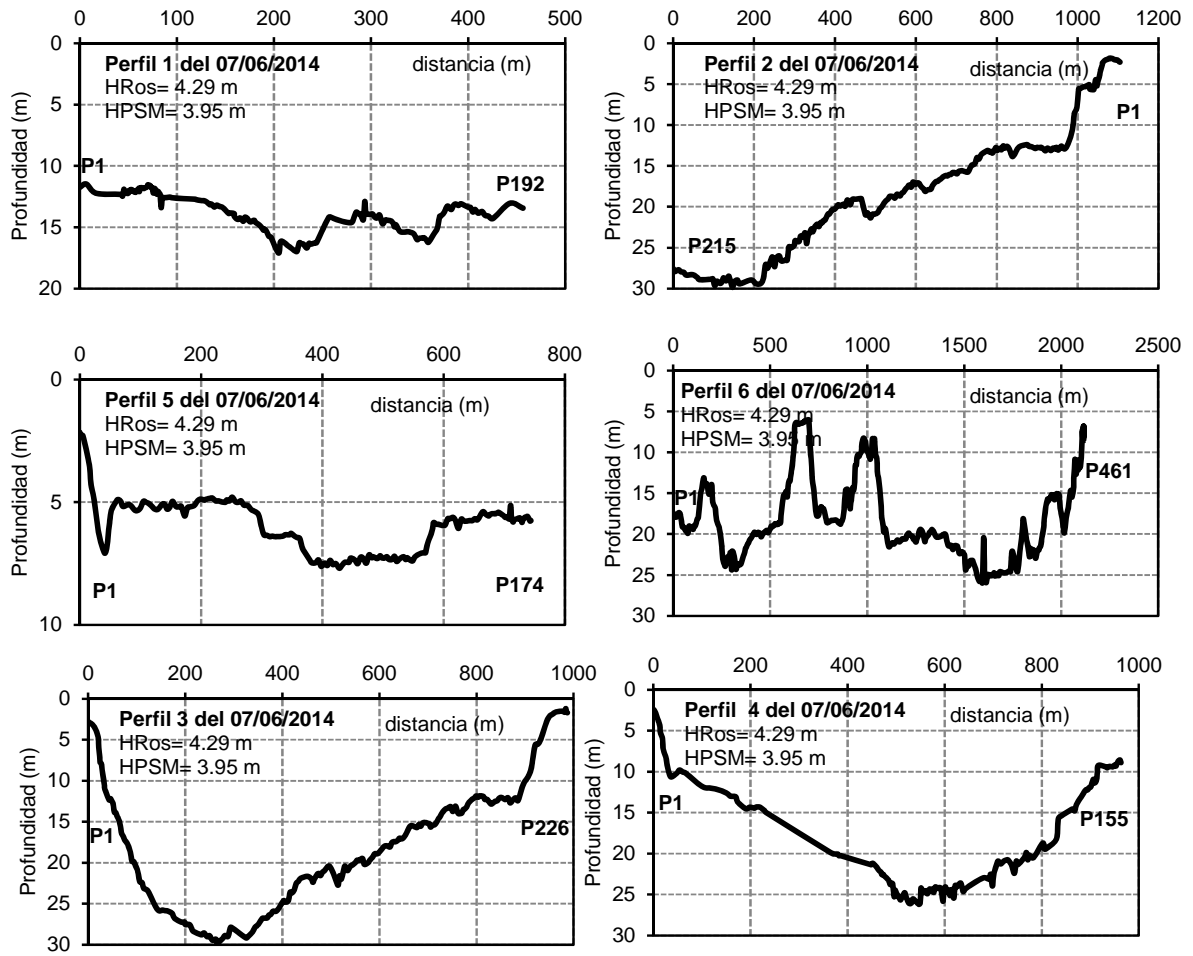 0 100 200 300 400 500
0
5
10
15
20
Profundidad (m)
Perfil 1 del 07/06/2014
distancia (m)
HRos= 4.29 m
HPSM= 3.95 m
P1
P192
0 200 400 600 800 1000 1200
0
5
10
15
20
25
30
Profundidad (m)
Perfil 2 del 07/06/2014
distancia (m)
HRos= 4.29 m
HPSM= 3.95 m
P1
P215
0 200 400 600 800
0
5
10
Profundidad (m)
Perfil 5 del 07/06/2014
distancia (m)
HRos= 4.29 m
HPSM= 3.95 m
P1
P174
0 500 1000 1500 2000 2500
0
5
10
15
20
25
30
Profundidad (m)
Perfil 6 del 07/06/2014
distancia (m)
HRos= 4.29 m
HPSM= 3.95 m
P1
P461
0 200 400 600 800 1000
0
5
10
15
20
25
30
Profundidad (m)
Perfil 3 del 07/06/2014
distancia (m)
HRos= 4.29 m
HPSM= 3.95 m
P1
P226
0 200 400 600 800 1000
0
5
10
15
20
25
30
Profundidad (m)
Perfil 4 del 07/06/2014
distancia (m)
HRos= 4.29 m
HPSM= 3.95 m
P1
P155